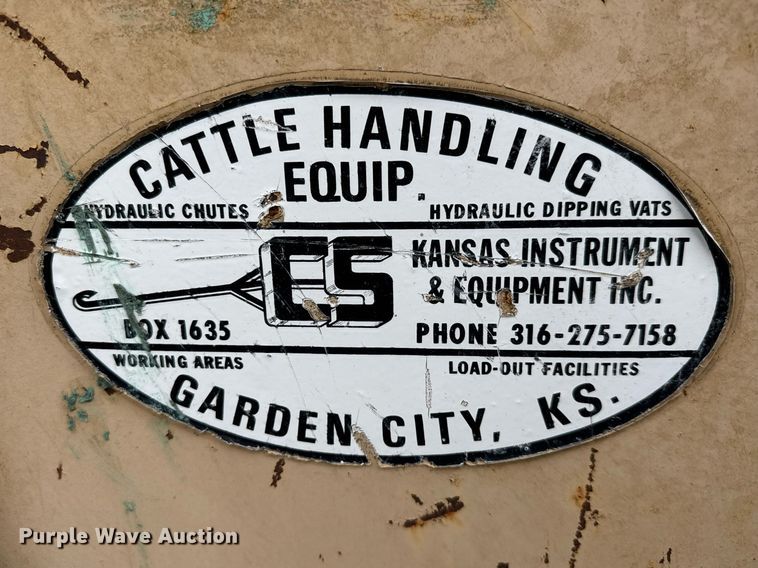 CATTLE HANDLING
EQUIP.
HYDRAULIC CHUTES
HYDRAULIC DIPPING VATS
CS
KANSAS INSTRUMENT
& EQUIPMENT INC.
BOX 1635
PHONE 316-275-7158
WORKING AREAS
LOAD-OUT FACILITIES
GARDEN CITY, KS.
Purple Wave Auction